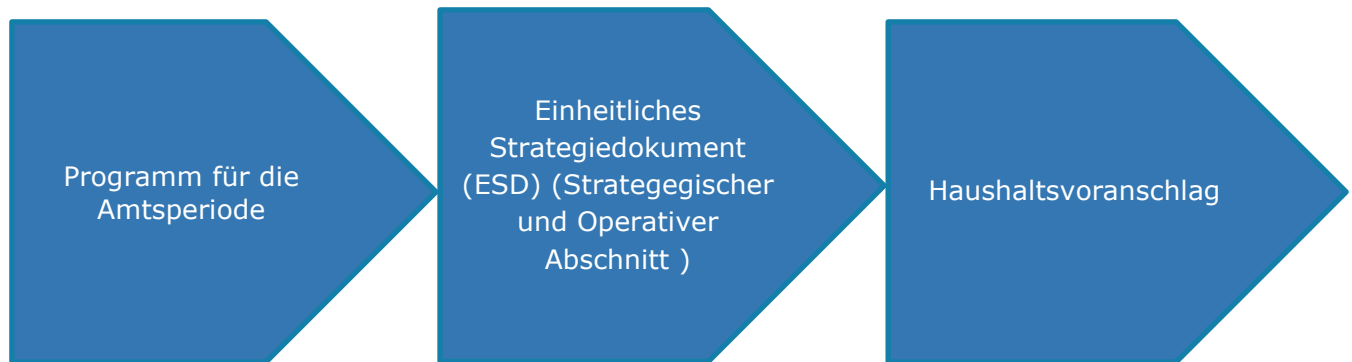 Programm für die
Amtsperiode
Einheitliches
Strategiedokument
(ESD) (Strategegischer
und Operativer
Abschnitt )
Haushaltsvoranschlag